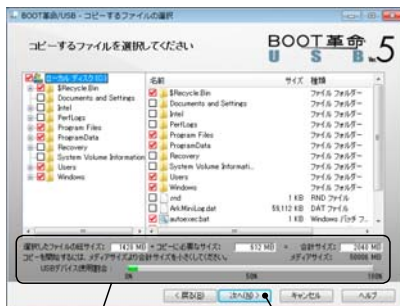 BOOT革命/USB - コピーするファイルの選択
コピーするファイルを選択してください
BOOT革命
USB Ver.5
ローカル ディスク (C:)
$Recycle.Bin
Documents and Settings
Intel
PerfLogs
Program Files
ProgramData
Recovery
System Volume Information
Users
Windows
名前 サイズ 種類
$Recycle.Bin ファイル フォルダー
Documents and Settings ファイル フォルダー
Intel ファイル フォルダー
PerfLogs ファイル フォルダー
Program Files ファイル フォルダー
ProgramData ファイル フォルダー
Recovery ファイル フォルダー
System Volume Informati... ファイル フォルダー
Users ファイル フォルダー
Windows ファイル フォルダー
.rnd 1 KB RND ファイル
ArkMiniLog.dat 59,112 KB DAT ファイル
autoexec.bat 1 KB Windows バッチ フ...
選択したファイルの総サイズ: 1428 MB + コピーに必要なサイズ: 612 MB = 合計サイズ: 2040 MB
コピーを開始するには、メディアサイズより合計サイズを小さくしてください。 メディアサイズ: 50006 MB
USBデバイス使用割合:
0% 50% 100%
< 戻る(B) 次へ(N) > キャンセル ヘルプ